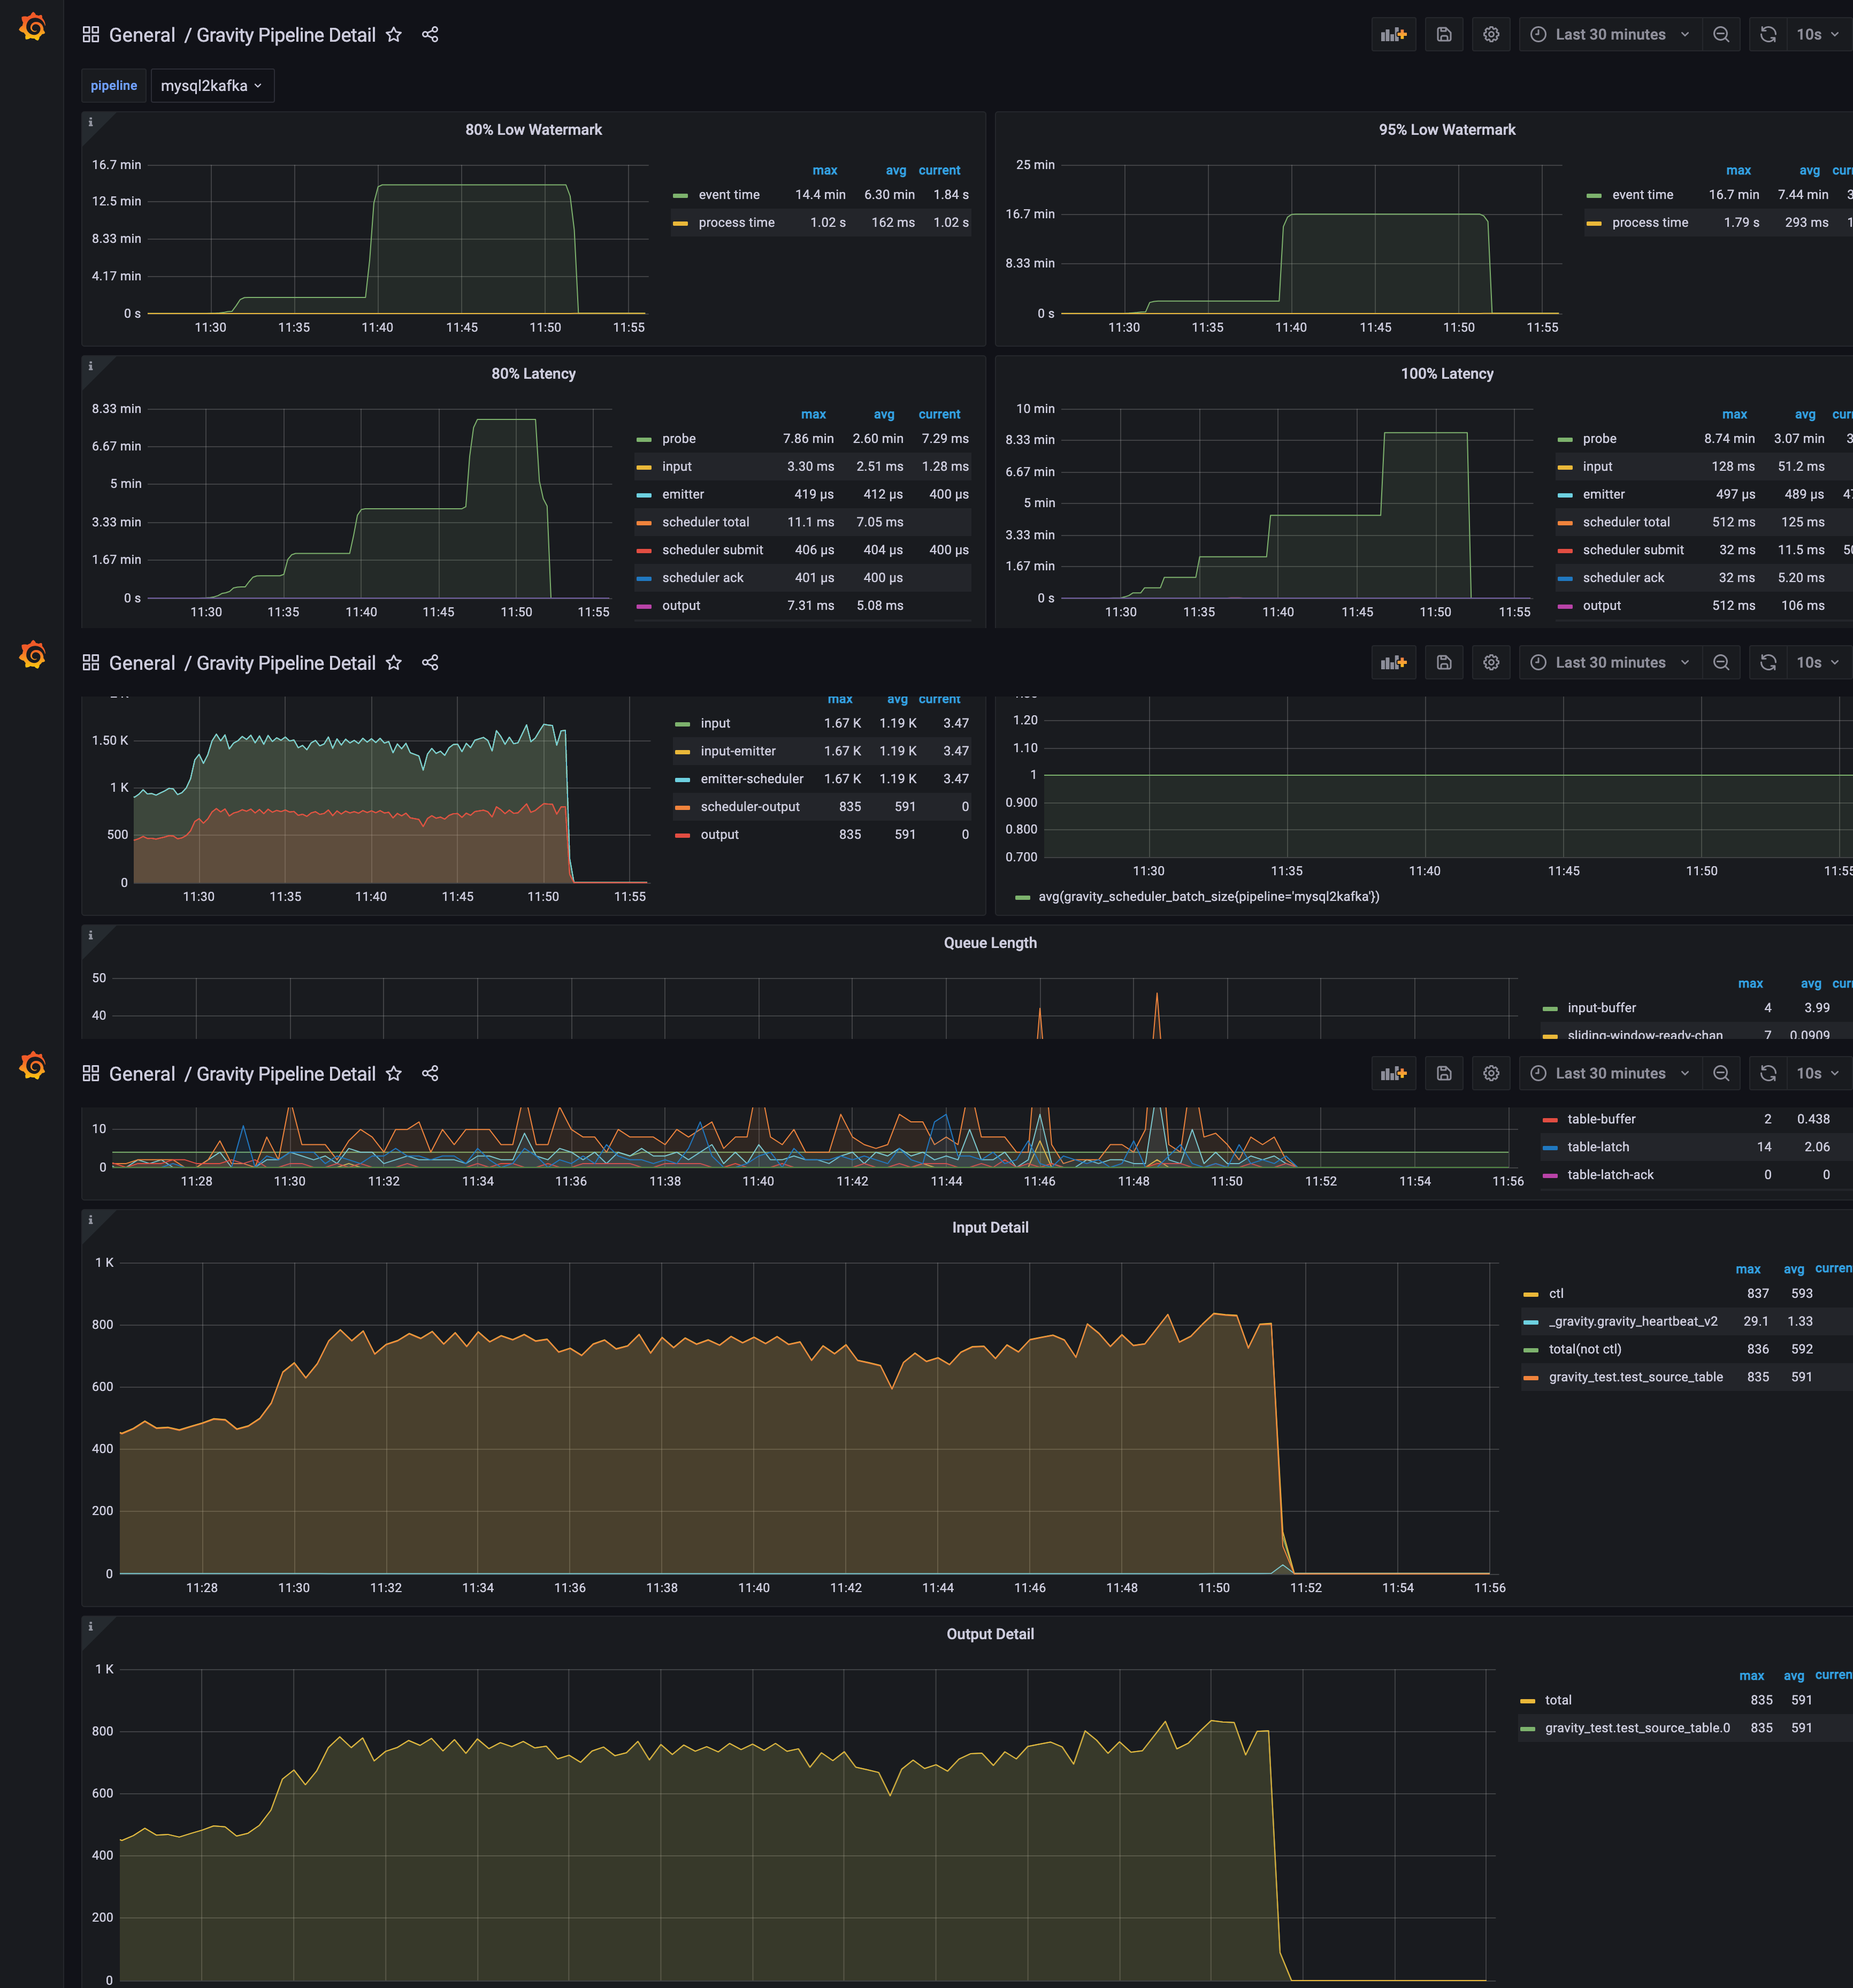 General / Gravity Pipeline Detail
Last 30 minutes
10s
pipeline
mysql2kafka
80% Low Watermark
16.7 min
12.5 min
8.33 min
4.17 min
0 s
11:30 11:35 11:40 11:45 11:50 11:55
max avg current
event time 14.4 min 6.30 min 1.84 s
process time 1.02 s 162 ms 1.02 s
95% Low Watermark
25 min
16.7 min
8.33 min
0 s
11:30 11:35 11:40 11:45 11:50 11:55
max avg
event time 16.7 min 7.44 min
process time 1.79 s 293 ms
80% Latency
8.33 min
6.67 min
5 min
3.33 min
1.67 min
0 s
11:30 11:35 11:40 11:45 11:50 11:55
max avg current
probe 7.86 min 2.60 min 7.29 ms
input 3.30 ms 2.51 ms 1.28 ms
emitter 419 µs 412 µs 400 µs
scheduler total 11.1 ms 7.05 ms
scheduler submit 406 µs 404 µs 400 µs
scheduler ack 401 µs 400 µs
output 7.31 ms 5.08 ms
100% Latency
10 min
8.33 min
6.67 min
5 min
3.33 min
1.67 min
0 s
11:30 11:35 11:40 11:45 11:50 11:55
max avg
probe 8.74 min 3.07 min
input 128 ms 51.2 ms
emitter 497 µs 489 µs
scheduler total 512 ms 125 ms
scheduler submit 32 ms 11.5 ms
scheduler ack 32 ms 5.20 ms
output 512 ms 106 ms
General / Gravity Pipeline Detail
Last 30 minutes
10s
1.50 K
1 K
500
0
11:30 11:35 11:40 11:45 11:50 11:55
max avg current
input 1.67 K 1.19 K 3.47
input-emitter 1.67 K 1.19 K 3.47
emitter-scheduler 1.67 K 1.19 K 3.47
scheduler-output 835 591 0
output 835 591 0
1.20
1.10
1
0.900
0.800
0.700
11:30 11:35 11:40 11:45 11:50 11:55
avg(gravity_scheduler_batch_size{pipeline='mysql2kafka'})
Queue Length
50
40
max avg
input-buffer 4 3.99
sliding-window-ready-chan 7 0.0909
General / Gravity Pipeline Detail
Last 30 minutes
10s
10
0
11:28 11:30 11:32 11:34 11:36 11:38 11:40 11:42 11:44 11:46 11:48 11:50 11:52 11:54 11:56
table-buffer 2 0.438
table-latch 14 2.06
table-latch-ack 0 0
Input Detail
1 K
800
600
400
200
0
11:28 11:30 11:32 11:34 11:36 11:38 11:40 11:42 11:44 11:46 11:48 11:50 11:52 11:54 11:56
max avg curren
ctl 837 593
_gravity.gravity_heartbeat_v2 29.1 1.33
total(not ctl) 836 592
gravity_test.test_source_table 835 591
Output Detail
1 K
800
600
400
200
0
max avg curren
total 835 591
gravity_test.test_source_table.0 835 591